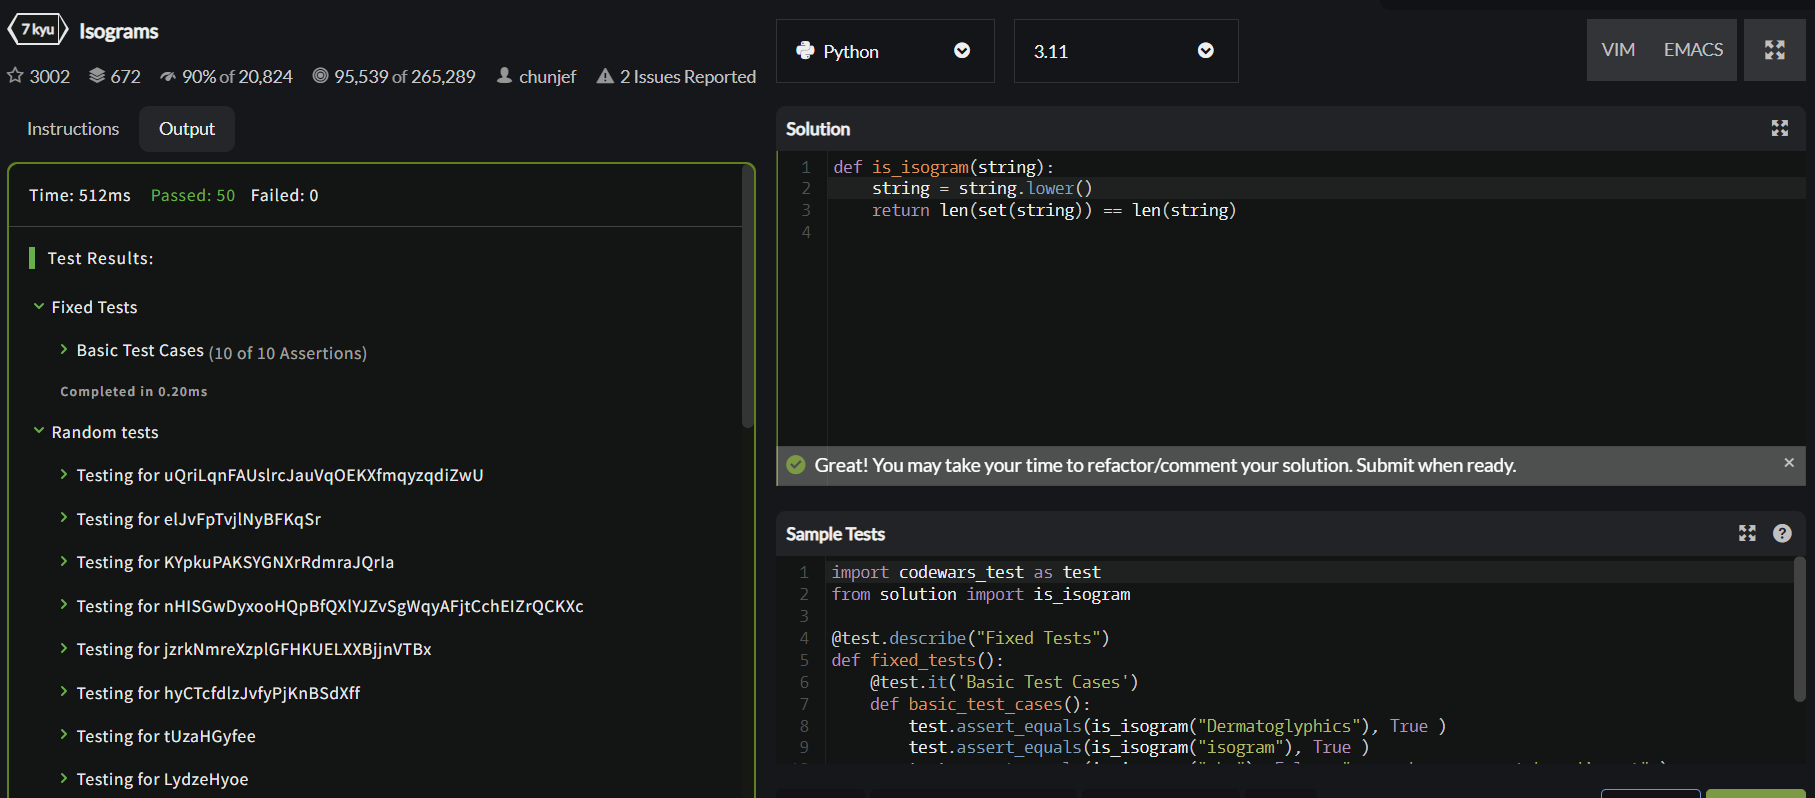 7 kyu Isograms
3002 672 90% of 20,824 95,539 of 265,289 chunjef 2 Issues Reported
Instructions Output
Time: 512ms Passed: 50 Failed: 0
Test Results:
Fixed Tests
Basic Test Cases (10 of 10 Assertions)
Completed in 0.20ms
Random tests
Testing for uQriLqnFAUslrcJauVqOEKXfmqyzqdiZwU
Testing for elJvFpTvjlNyBFKqSr
Testing for KYpkuPAKSYGNXrRdmraJQrIa
Testing for nHISGwDyxooHQpBfQXlYJZvSgWqyAFjtCchEIZrQCKXc
Testing for jzrkNmreXzplGFHKUELXXBjjnVTBx
Testing for hyCTcfdlzJvfyPjKnBSdXff
Testing for tUzaHGyfee
Testing for LydzeHyoe
Python 3.11 VIM EMACS
Solution
1 def is_isogram(string):
2 string = string.lower()
3 return len(set(string)) == len(string)
4
Great! You may take your time to refactor/comment your solution. Submit when ready.
Sample Tests
1 import codewars_test as test
2 from solution import is_isogram
3
4 @test.describe("Fixed Tests")
5 def fixed_tests():
6 @test.it('Basic Test Cases')
7 def basic_test_cases():
8 test.assert_equals(is_isogram("Dermatoglyphics"), True )
9 test.assert_equals(is_isogram("isogram"), True )